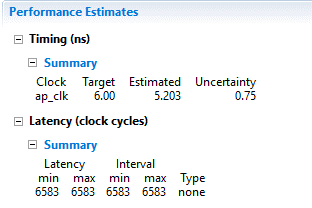 Performance Estimates
Timing (ns)
Summary
Clock Target Estimated Uncertainty
ap_clk 6.00 5.203 0.75
Latency (clock cycles)
Summary
Latency Interval
min max min max Type
6583 6583 6583 6583 none